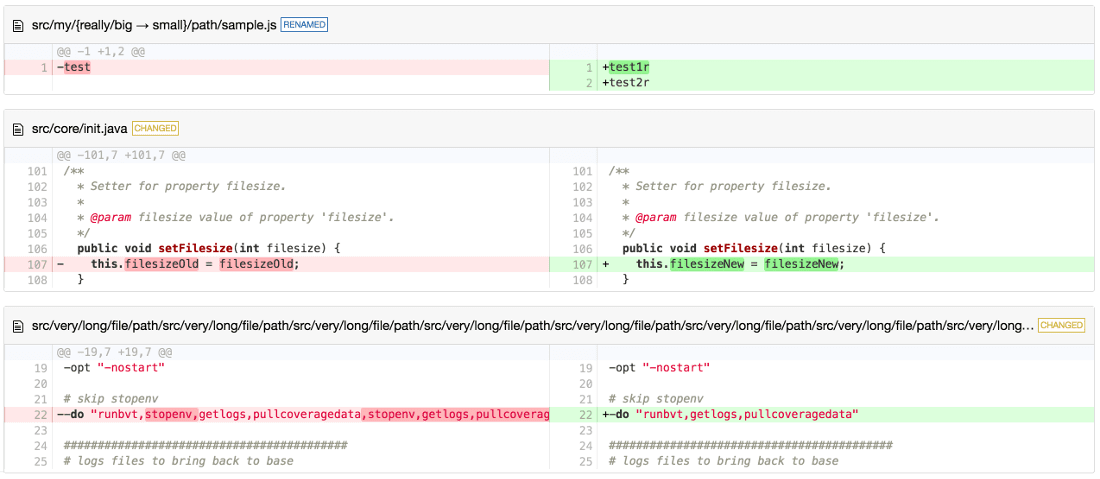 src/my/{really/big → small}/path/sample.js RENAMED
@@ -1 +1,2 @@
1 -test 1 +test1r
2 +test2r
src/core/init.java CHANGED
@@ -101,7 +101,7 @@
101 /** 101 /**
102 * Setter for property filesize. 102 * Setter for property filesize.
103 * 103 *
104 * @param filesize value of property 'filesize'. 104 * @param filesize value of property 'filesize'.
105 */ 105 */
106 public void setFilesize(int filesize) { 106 public void setFilesize(int filesize) {
107 - this.filesizeOld = filesizeOld; 107 + this.filesizeNew = filesizeNew;
108 } 108 }
src/very/long/file/path/src/very/long/file/path/src/very/long/file/path/src/very/long/file/path/src/very/long/file/path/src/very/long/file/path/src/very/long/file/path/src/very/long... CHANGED
@@ -19,7 +19,7 @@
19 -opt "-nostart" 19 -opt "-nostart"
20 20
21 # skip stopenv 21 # skip stopenv
22 --do "runbvt,stopenv,getlogs,pullcoveragedata,stopenv,getlogs,pullcoverag 22 +-do "runbvt,getlogs,pullcoveragedata"
23 23
24 ########################################## 24 ##########################################
25 # logs files to bring back to base 25 # logs files to bring back to base